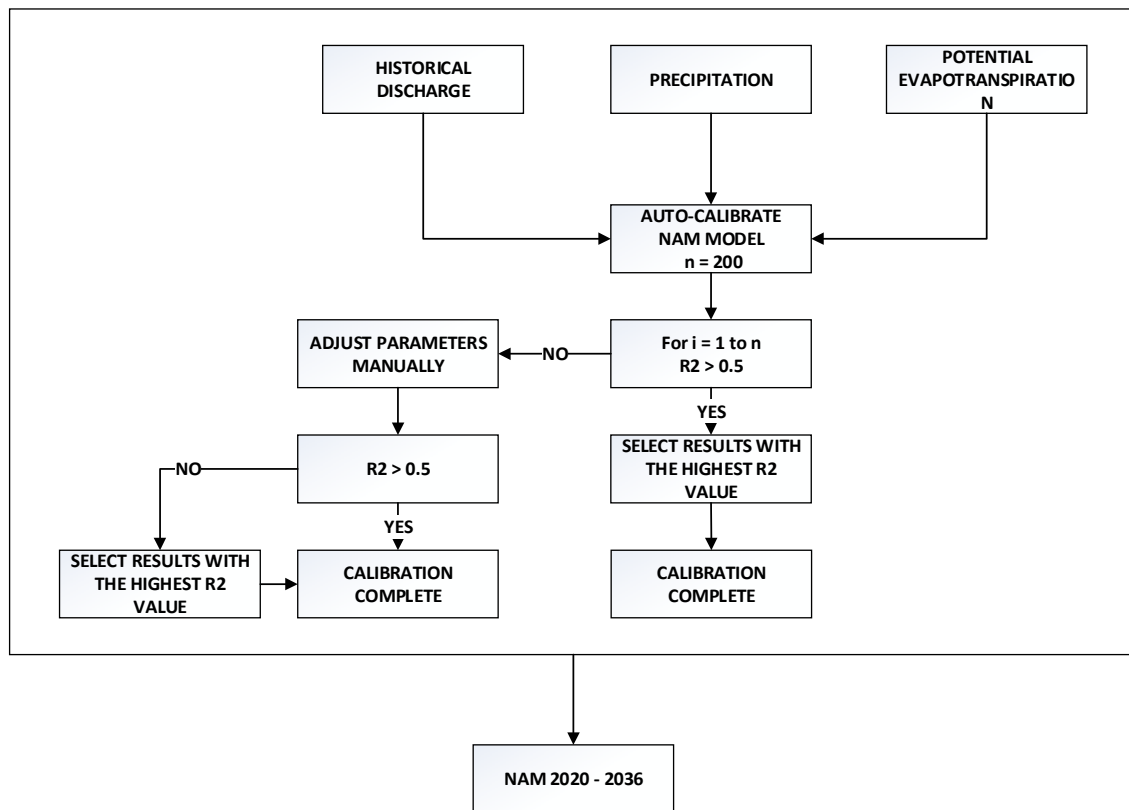 HISTORICAL
DISCHARGE
PRECIPITATION
POTENTIAL
EVAPOTRANSPIRATIO
N
AUTO-CALIBRATE
NAM MODEL
n = 200
ADJUST PARAMETERS
MANUALLY
NO
For i = 1 to n
R2 > 0.5
YES
NO
R2 > 0.5
SELECT RESULTS WITH
THE HIGHEST R2
VALUE
YES
SELECT RESULTS WITH
THE HIGHEST R2
VALUE
CALIBRATION
COMPLETE
CALIBRATION
COMPLETE
NAM 2020 - 2036